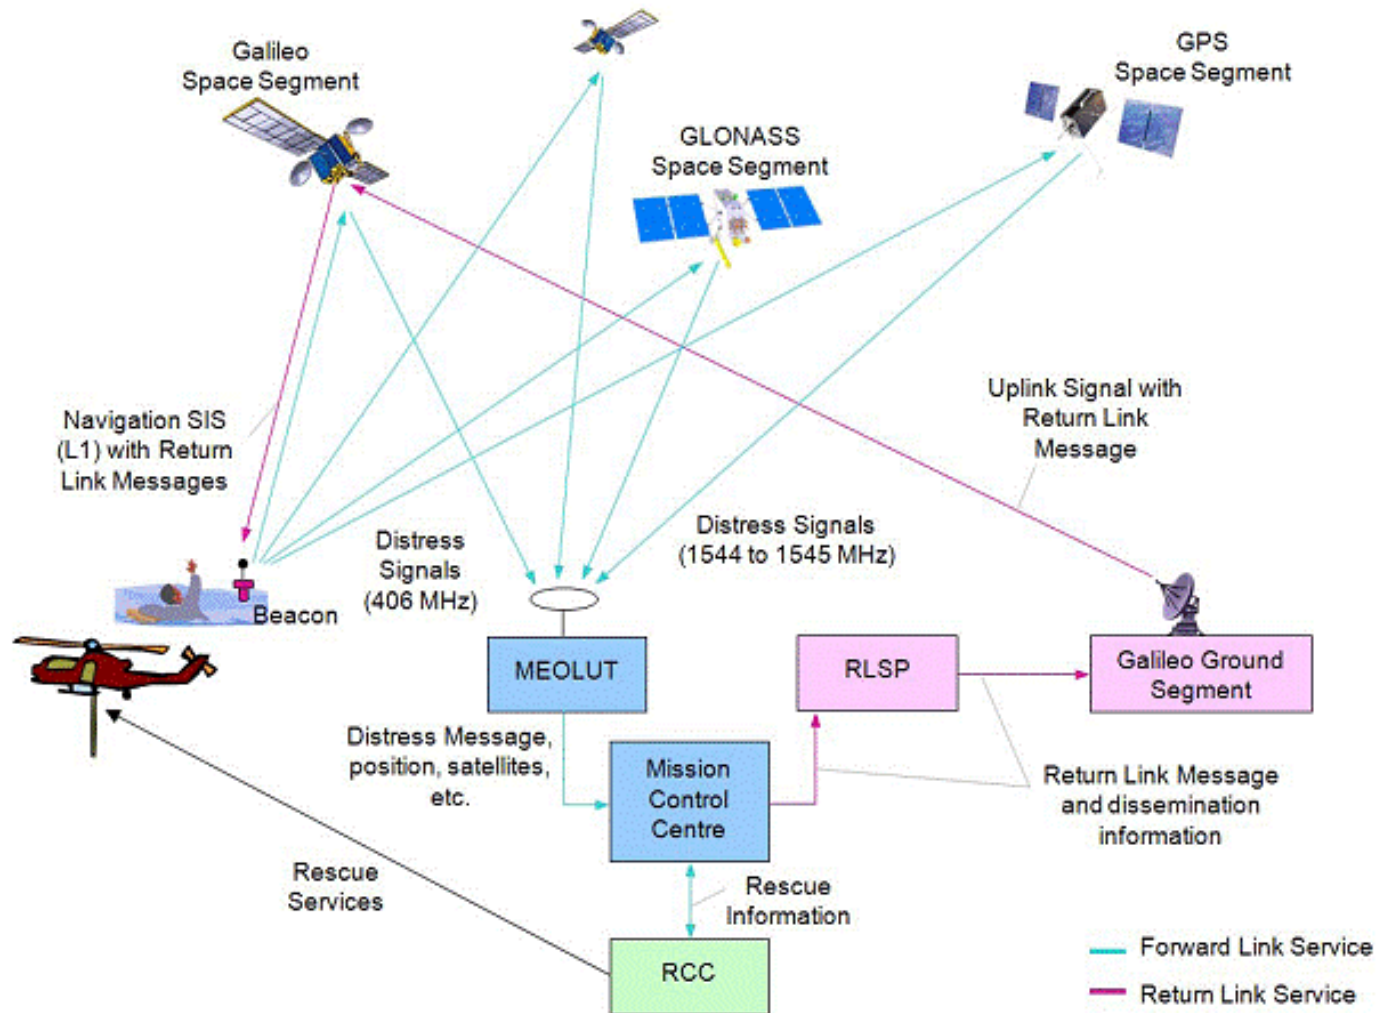 Galileo
Space Segment
GPS
Space Segment
GLONASS
Space Segment
Uplink Signal with
Return Link
Message
Navigation SIS
(L1) with Return
Link Messages
Distress
Signals
(406 MHz)
Distress Signals
(1544 to 1545 MHz)
Beacon
MEOLUT
RLSP
Galileo Ground
Segment
Distress Message,
position, satellites,
etc.
Mission
Control
Centre
Return Link Message
and dissemination
information
Rescue
Services
Rescue
Information
RCC
Forward Link Service
Return Link Service